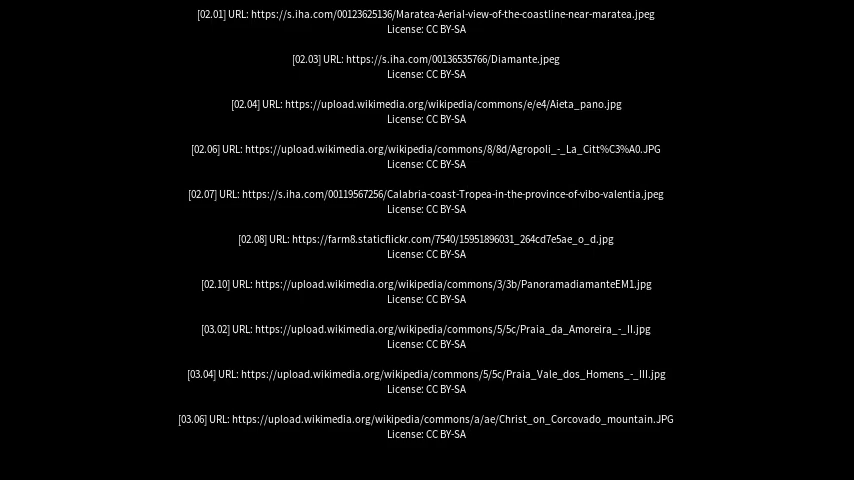 [02.01] URL: https://s.iha.com/00123625136/Maratea-Aerial-view-of-the-coastline-near-maratea.jpeg
License: CC BY-SA
[02.03] URL: https://s.iha.com/00136535766/Diamante.jpeg
License: CC BY-SA
[02.04] URL: https://upload.wikimedia.org/wikipedia/commons/e/e4/Aieta_pano.jpg
License: CC BY-SA
[02.06] URL: https://upload.wikimedia.org/wikipedia/commons/8/8d/Agropoli_-_La_Citt%C3%A0.JPG
License: CC BY-SA
[02.07] URL: https://s.iha.com/00119567256/Calabria-coast-Tropea-in-the-province-of-vibo-valentia.jpeg
License: CC BY-SA
[02.08] URL: https://farm8.staticflickr.com/7540/15951896031_264cd7e5ae_o_d.jpg
License: CC BY-SA
[02.10] URL: https://upload.wikimedia.org/wikipedia/commons/3/3b/PanoramadiamanteEM1.jpg
License: CC BY-SA
[03.02] URL: https://upload.wikimedia.org/wikipedia/commons/5/5c/Praia_da_Amoreira_-_II.jpg
License: CC BY-SA
[03.04] URL: https://upload.wikimedia.org/wikipedia/commons/5/5c/Praia_Vale_dos_Homens_-_III.jpg
License: CC BY-SA
[03.06] URL: https://upload.wikimedia.org/wikipedia/commons/a/ae/Christ_on_Corcovado_mountain.JPG
License: CC BY-SA